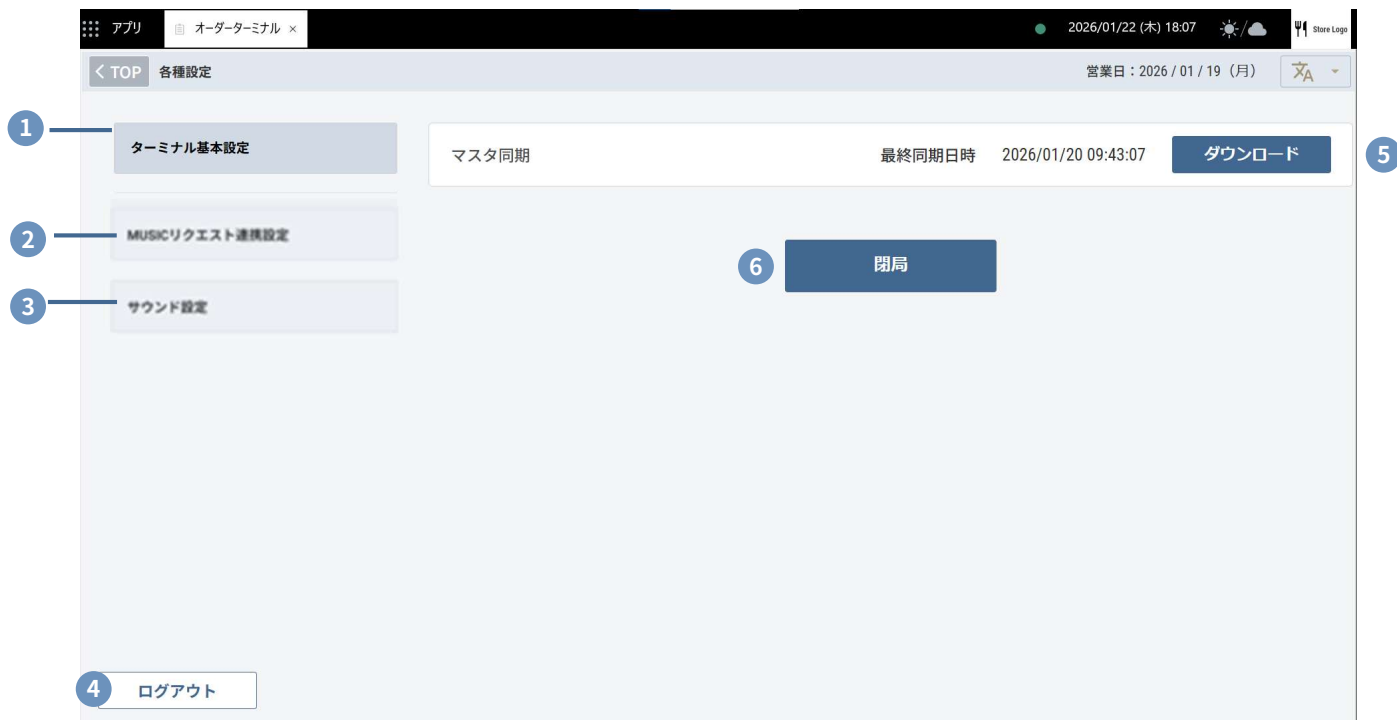 アプリ オーダーターミナル × 2026/01/22 (木) 18:07 Store Logo
TOP 各種設定 営業日：2026 / 01 / 19（月） 文A
1 ターミナル基本設定
マスタ同期 最終同期日時 2026/01/20 09:43:07 ダウンロード 5
2 MUSICリクエスト連携設定
6 閉局
3 サウンド設定
4 ログアウト